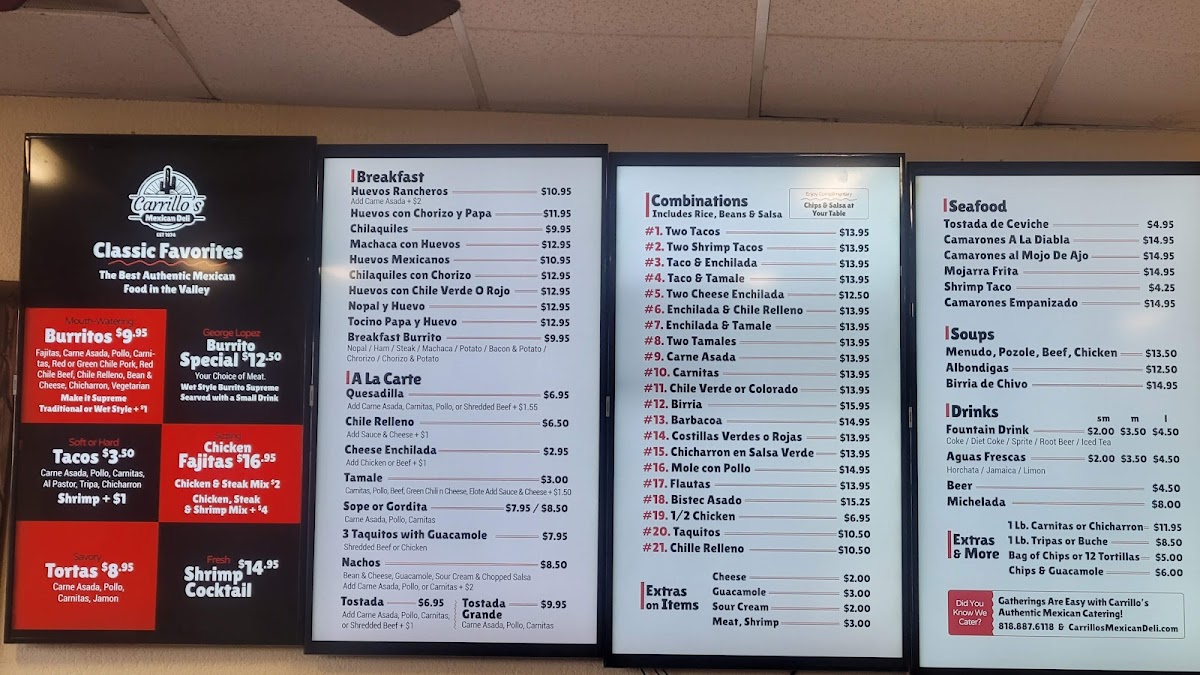 Carrillo's
Mexican Deli
EST 1974
Classic Favorites
The Best Authentic Mexican
Food in the Valley
Mouth-Watering
Burritos $9.95
Fajitas, Carne Asada, Pollo, Carni-
tas, Red or Green Chile Pork, Red
Chile Beef, Chile Relleno, Bean &
Cheese, Chicharron, Vegetarian
Make it Supreme
Traditional or Wet Style + $1
George Lopez
Burrito
Special $12.50
Your Choice of Meat.
Wet Style Burrito Supreme
Searved with a Small Drink
Soft or Hard
Tacos $3.50
Carne Asada, Pollo, Carnitas,
Al Pastor, Tripa, Chicharron
Shrimp + $1
Chicken
Fajitas $16.95
Chicken & Steak Mix $2
Chicken, Steak
& Shrimp Mix + $4
Savory
Tortas $8.95
Carne Asada, Pollo,
Carnitas, Jamon
Fresh
Shrimp $14.95
Cocktail
Breakfast
Huevos Rancheros $10.95
Add Carne Asada + $2
Huevos con Chorizo y Papa $11.95
Chilaquiles $9.95
Machaca con Huevos $12.95
Huevos Mexicanos $10.95
Chilaquiles con Chorizo $12.95
Huevos con Chile Verde O Rojo $12.95
Nopal y Huevo $12.95
Tocino Papa y Huevo $12.95
Breakfast Burrito $9.95
Nopal / Ham / Steak / Machaca / Potato / Bacon & Potato /
Chrorizo / Chorizo & Potato
A La Carte
Quesadilla $6.95
Add Carne Asada, Carnitas, Pollo, or Shredded Beef + $1.55
Chile Relleno $6.50
Add Sauce & Cheese + $1
Cheese Enchilada $2.95
Add Chicken or Beef + $1
Tamale $3.00
Carnitas, Pollo, Beef, Green Chili n Cheese, Elote Add Sauce & Cheese + $1.50
Sope or Gordita $7.95 / $8.50
Carne Asada, Pollo, Carnitas
3 Taquitos with Guacamole $7.95
Shredded Beef or Chicken
Nachos $8.50
Bean & Cheese, Guacamole, Sour Cream & Chopped Salsa
Add Carne Asada, Pollo, or Carnitas + $2
Tostada $6.95
Add Carne Asada, Pollo, Carnitas,
or Shredded Beef + $1
Tostada $9.95
Grande
Carne Asada, Pollo, Carnitas
Combinations
Includes Rice, Beans & Salsa
Enjoy Complimentary
Chips & Salsa at
Your Table
#1. Two Tacos $13.95
#2. Two Shrimp Tacos $13.95
#3. Taco & Enchilada $13.95
#4. Taco & Tamale $13.95
#5. Two Cheese Enchilada $12.50
#6. Enchilada & Chile Relleno $13.95
#7. Enchilada & Tamale $13.95
#8. Two Tamales $13.95
#9. Carne Asada $13.95
#10. Carnitas $13.95
#11. Chile Verde or Colorado $13.95
#12. Birria $15.95
#13. Barbacoa $14.95
#14. Costillas Verdes o Rojas $13.95
#15. Chicharron en Salsa Verde $13.95
#16. Mole con Pollo $14.95
#17. Flautas $13.95
#18. Bistec Asado $15.25
#19. 1/2 Chicken $6.95
#20. Taquitos $10.50
#21. Chille Relleno $10.50
Extras
on Items
Cheese $2.00
Guacamole $3.00
Sour Cream $2.00
Meat, Shrimp $3.00
Seafood
Tostada de Ceviche $4.95
Camarones A La Diabla $14.95
Camarones al Mojo De Ajo $14.95
Mojarra Frita $14.95
Shrimp Taco $4.25
Camarones Empanizado $14.95
Soups
Menudo, Pozole, Beef, Chicken $13.50
Albondigas $12.50
Birria de Chivo $14.95
Drinks
sm m l
Fountain Drink $2.00 $3.50 $4.50
Coke / Diet Coke / Sprite / Root Beer / Iced Tea
Aguas Frescas $2.00 $3.50 $4.50
Horchata / Jamaica / Limon
Beer $4.50
Michelada $8.00
Extras
& More
1 Lb. Carnitas or Chicharron $11.95
1 Lb. Tripas or Buche $8.50
Bag of Chips or 12 Tortillas $5.00
Chips & Guacamole $6.00
Did You
Know We
Cater?
Gatherings Are Easy with Carrillo's
Authentic Mexican Catering!
818.887.6118 & CarrillosMexicanDeli.com